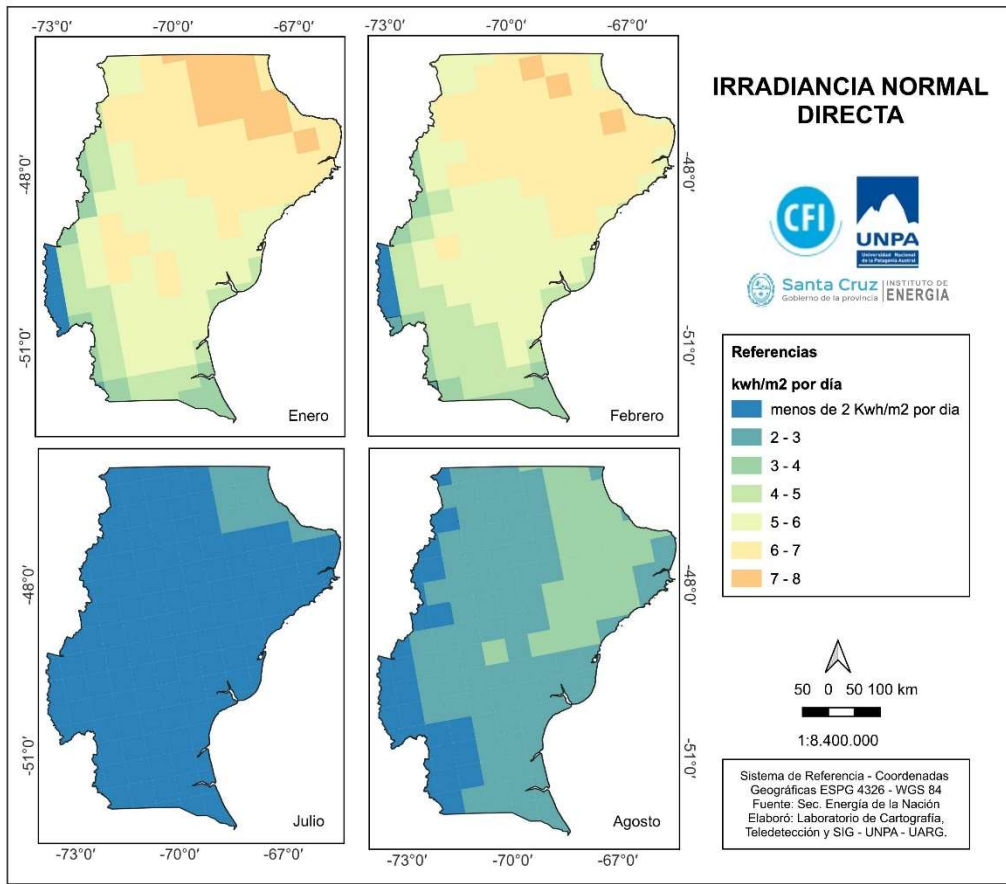 -73°0'
-70°0'
-67°0'
-73°0'
-70°0'
-67°0'
-48°0'
-51°0'
Enero
-48°0'
-51°0'
Febrero
-48°0'
-51°0'
Julio
-48°0'
-51°0'
Agosto
-73°0'
-70°0'
-67°0'
-73°0'
-70°0'
-67°0'
IRRADIANCIA NORMAL
DIRECTA
CFI
UNPA
Universidad Nacional
de la Patagonia Austral
Santa Cruz
Gobierno de la provincia
INSTITUTO DE
ENERGÍA
Referencias
kwh/m2 por día
menos de 2 Kwh/m2 por dia
2 - 3
3 - 4
4 - 5
5 - 6
6 - 7
7 - 8
50 0 50 100 km
1:8.400.000
Sistema de Referencia - Coordenadas
Geográficas ESPG 4326 - WGS 84
Fuente: Sec. Energía de la Nación
Elaboró: Laboratorio de Cartografía,
Teledetección y SIG - UNPA - UARG.